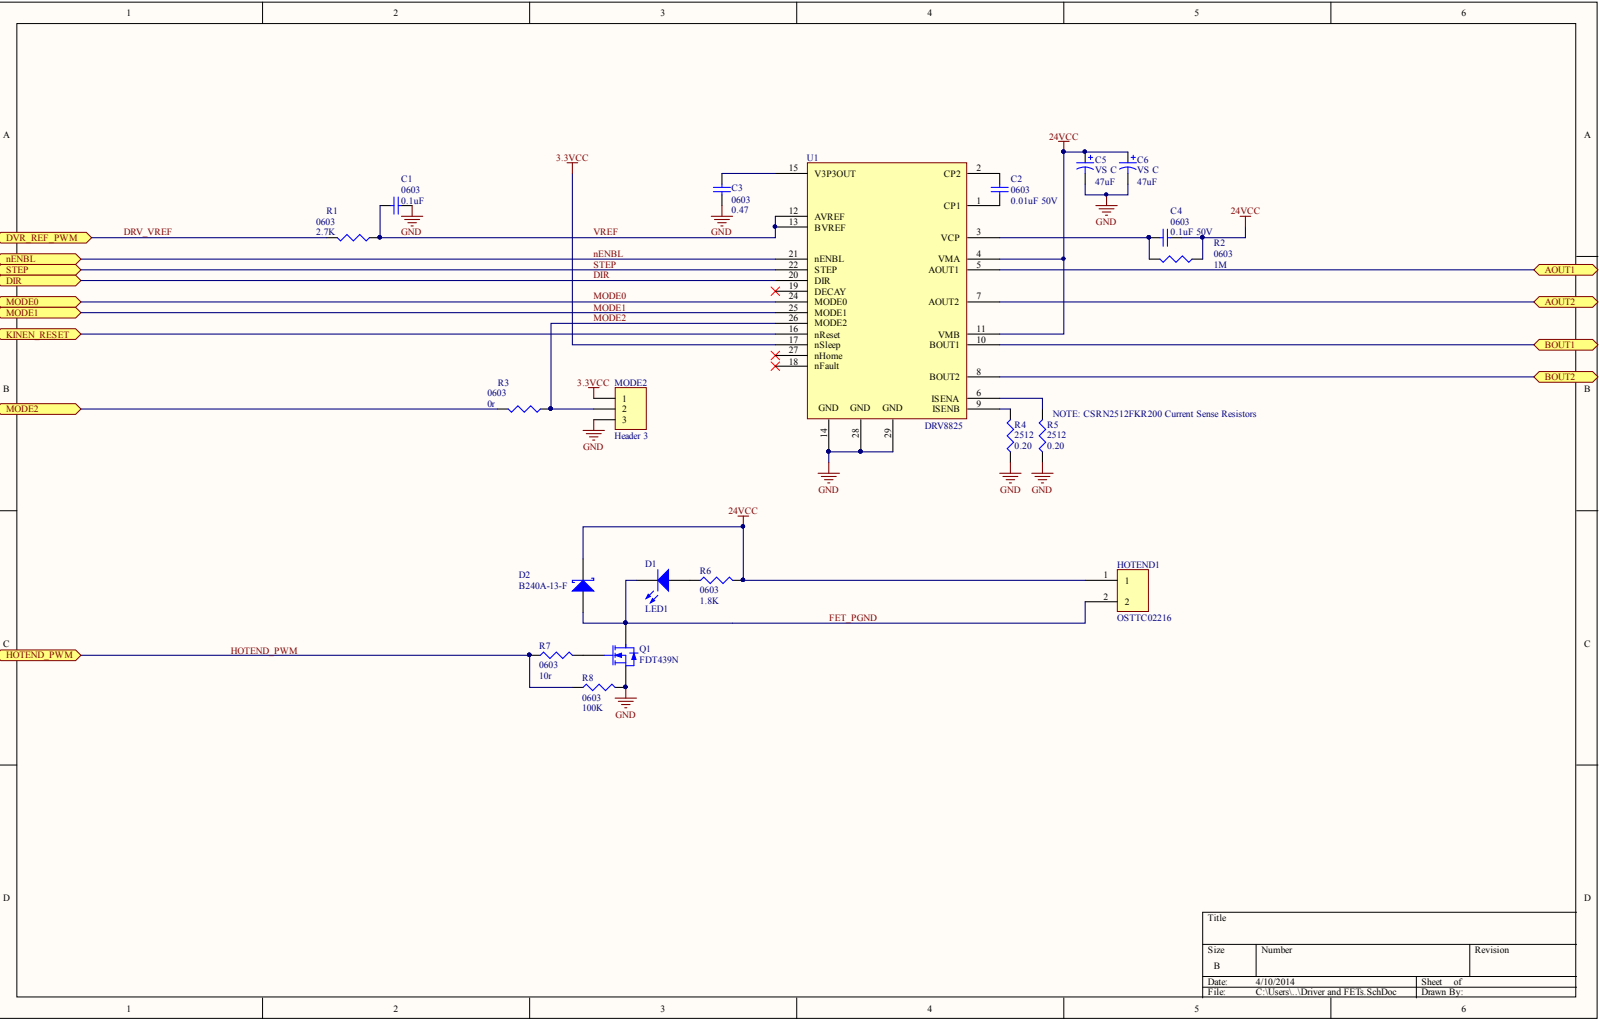 1 2 3 4 5 6
A A
B B
C C
D D
1 2 3 4 5 6
DVR_REF_PWM
DRV_VREF
R1
0603
2.7K
C1
0603
0.1uF
GND
VREF
nENBL
STEP
DIR
MODE0
MODE1
KINEN_RESET
MODE2
nENBL
STEP
DIR
MODE0
MODE1
MODE2
3.3VCC
C3
0603
0.47
GND
U1
15 V3P3OUT
12 AVREF
13 BVREF
21 nENBL
22 STEP
20 DIR
19 DECAY
24 MODE0
25 MODE1
26 MODE2
16 nReset
17 nSleep
27 nHome
18 nFault
CP2 2
CP1 1
VCP 3
VMA 4
AOUT1 5
AOUT2 7
VMB 11
BOUT1 10
BOUT2 8
ISENA 6
ISENB 9
GND GND GND
14 28 29
DRV8825
GND
C2
0603
0.01uF 50V
24VCC
C5
VS C
47uF
C6
VS C
47uF
GND
C4
0603
0.1uF 50V
24VCC
R2
0603
1M
AOUT1
AOUT2
BOUT1
BOUT2
NOTE: CSRN2512FKR200 Current Sense Resistors
R4
2512
0.20
R5
2512
0.20
GND GND
R3
0603
0r
3.3VCC
MODE2
1
2
3
Header 3
GND
24VCC
D2
B240A-13-F
D1
LED1
R6
0603
1.8K
HOTEND1
1 1
2 2
OSTTC02216
FET_PGND
HOTEND_PWM
HOTEND_PWM
R7
0603
10r
Q1
FDT439N
R8
0603
100K
GND
Title
Size Number Revision
B
Date: 4/10/2014 Sheet of
File: C:\Users\..\Driver and FETs.SchDoc Drawn By: